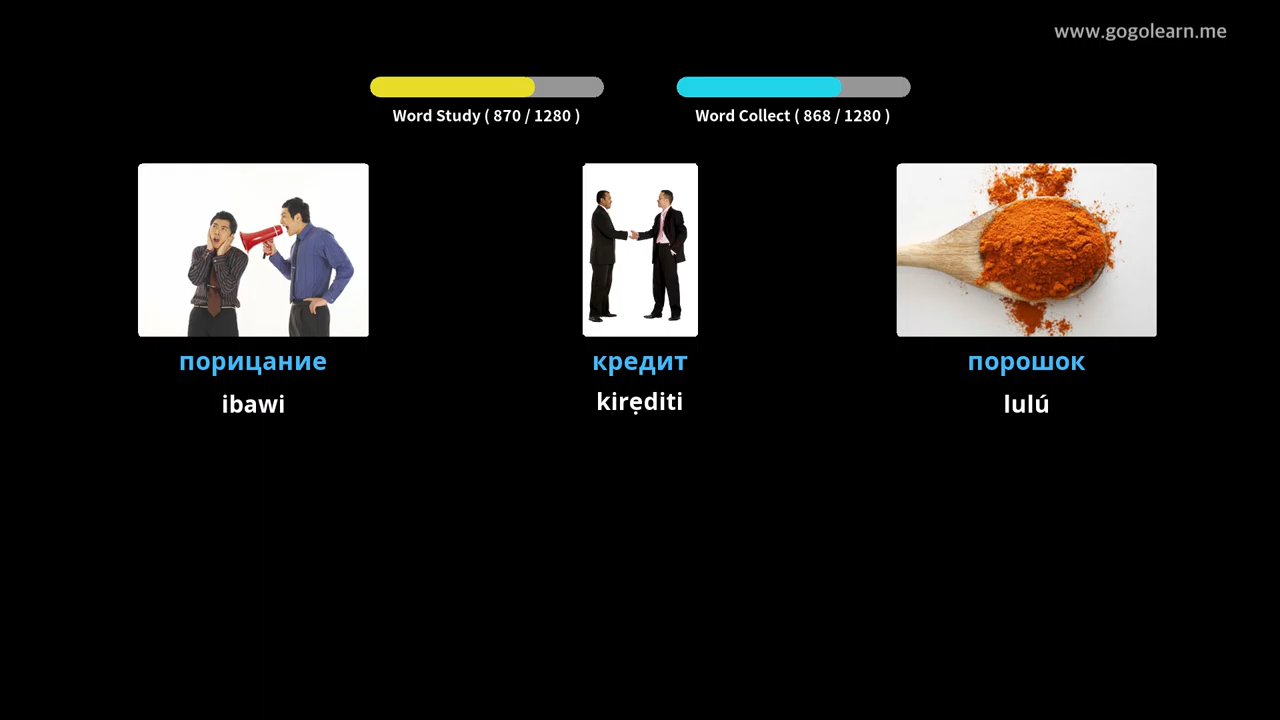 www.gogolearn.me
Word Study ( 870 / 1280 )
Word Collect ( 868 / 1280 )
порицание
кредит
порошок
ibawi
kirẹditi
lulú